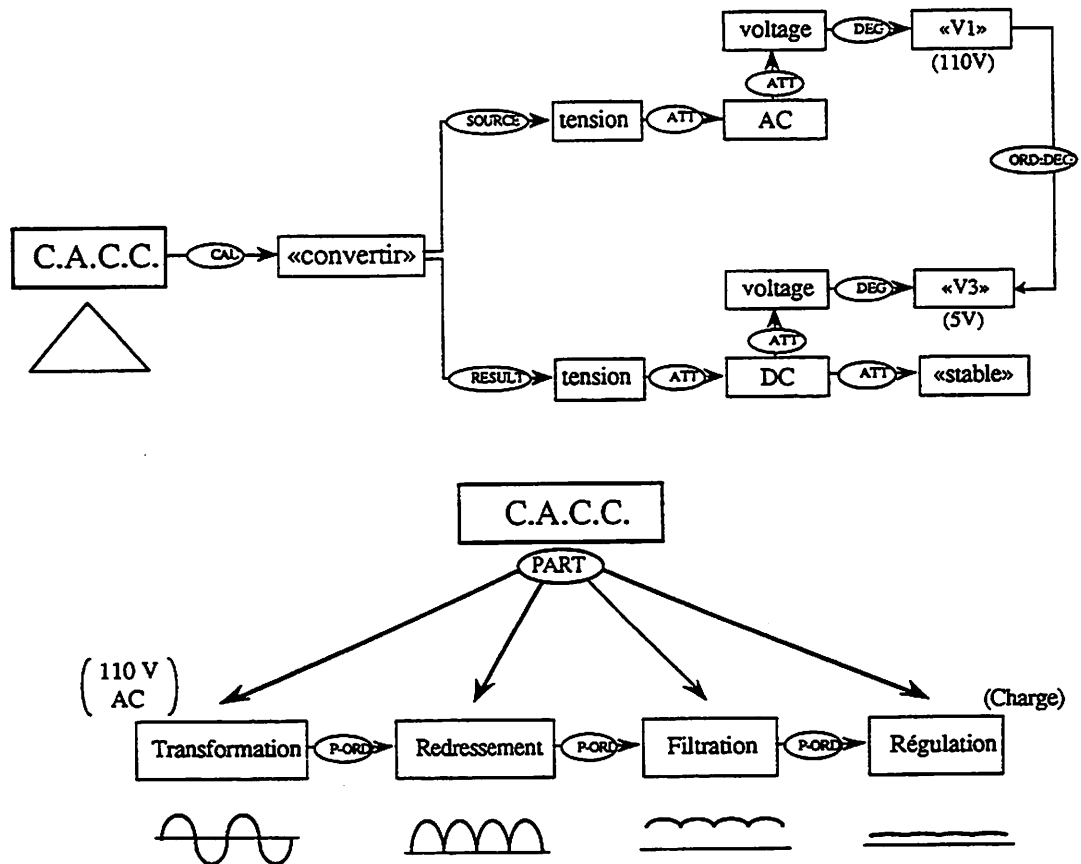 voltage
DEG
«V1»
(110V)
ATT
SOURCE
tension
ATT
AC
ORD:DEG
C.A.C.C.
CAL
«convertir»
voltage
DEG
«V3»
(5V)
ATT
RESULT
tension
ATT
DC
ATT
«stable»
C.A.C.C.
PART
110 V
AC
(Charge)
Transformation
P-ORD
Redressement
P-ORD
Filtration
P-ORD
Régulation